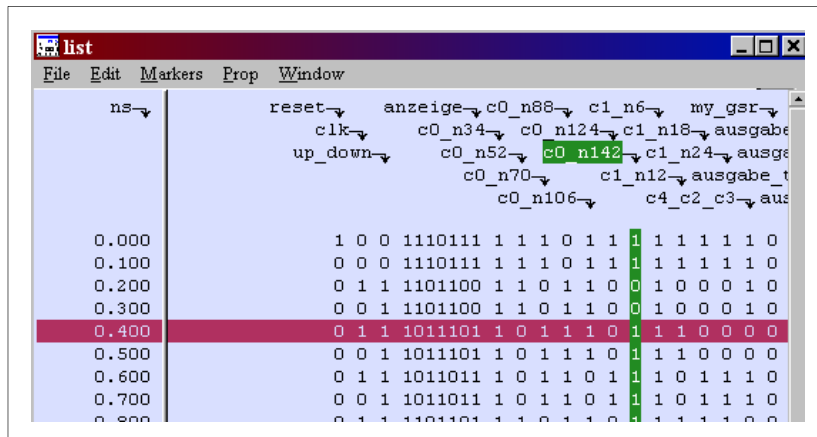 list
File Edit Markers Prop Window
ns reset anzeige c0_n88 c1_n6 my_gsr
clk c0_n34 c0_n124 c1_n18
up_down c0_n52 c0_n142 c1_n24
c0_n70 c1_n12
c0_n106 c4_c2_c3
0.000 1 0 0 1110111 1 1 1 0 1 1 1 1 1 1 1 1 0
0.100 0 0 0 1110111 1 1 1 0 1 1 1 1 1 1 1 1 0
0.200 0 1 1 1101100 1 1 0 1 1 0 0 1 0 0 0 1 0
0.300 0 0 1 1101100 1 1 0 1 1 0 0 1 0 0 0 1 0
0.400 0 1 1 1011101 1 0 1 1 1 0 1 1 1 0 0 0 0
0.500 0 0 1 1011101 1 0 1 1 1 0 1 1 1 0 0 0 0
0.600 0 1 1 1011011 1 0 1 1 0 1 1 1 0 1 1 1 0
0.700 0 0 1 1011011 1 0 1 1 0 1 1 1 0 1 1 1 0